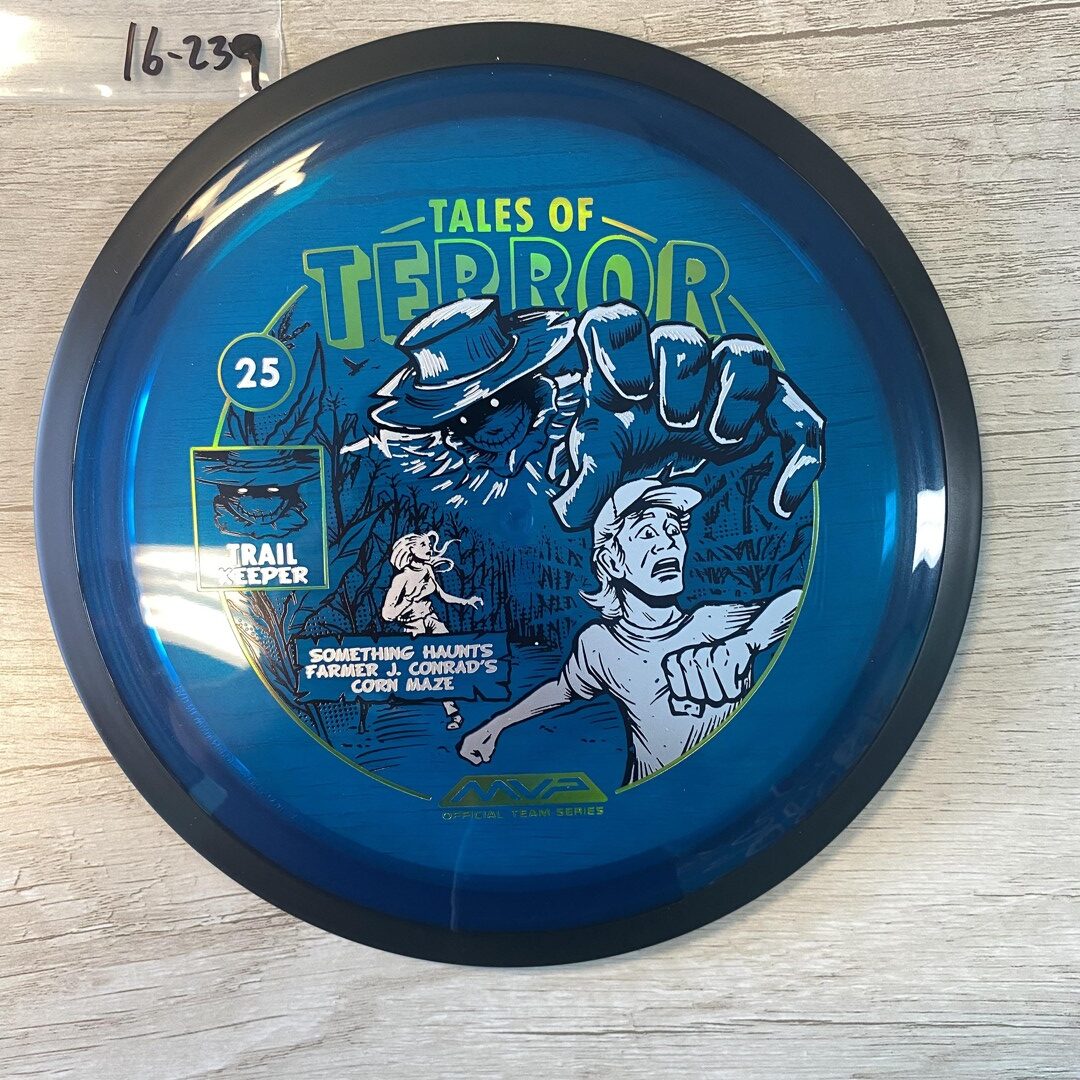 16-239
TALES OF
TERROR
25
TRAIL
KEEPER
SOMETHING HAUNTS
FARMER J. CONRAD'S
CORN MAZE
MVP
OFFICIAL TEAM SERIES